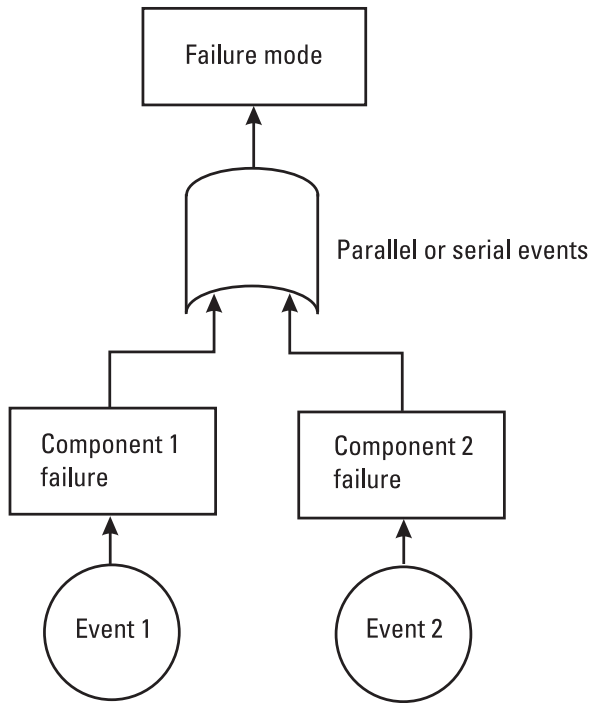 Failure mode
Parallel or serial events
Component 1
failure
Component 2
failure
Event 1
Event 2